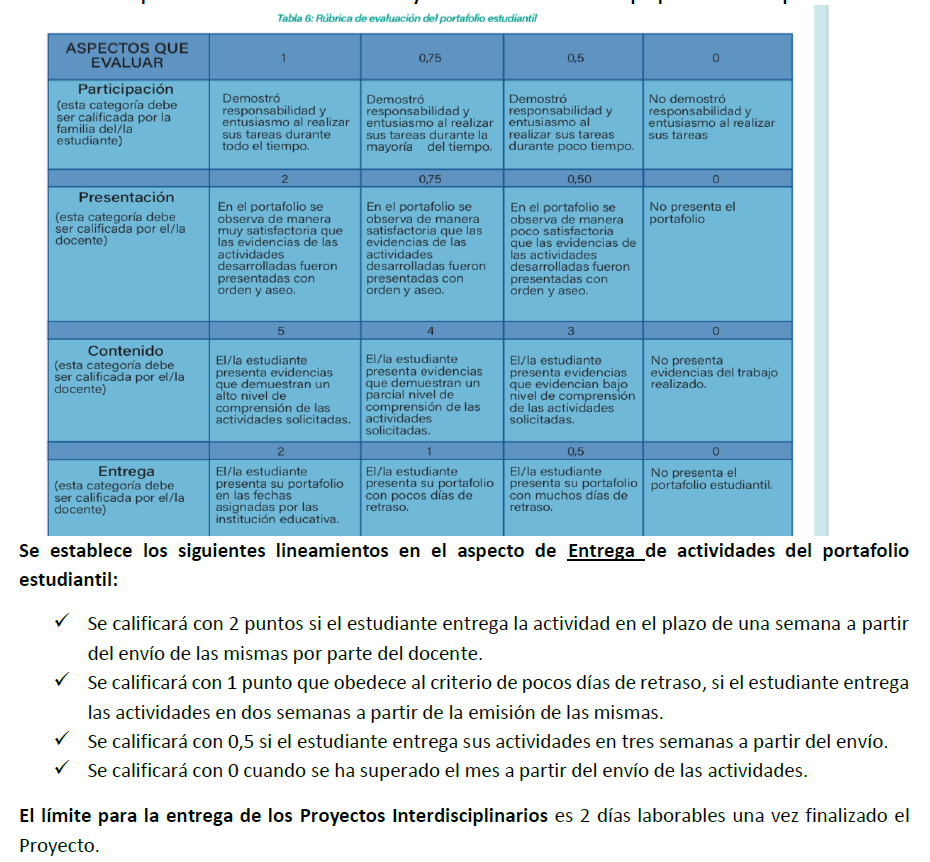 Tabla 6: Rúbrica de evaluación del portafolio estudiantil
ASPECTOS QUE
EVALUAR
1
0,75
0,5
0
Participación
(esta categoría debe
ser calificada por la
familia del/la
estudiante)
Demostró
responsabilidad y
entusiasmo al realizar
sus tareas durante
todo el tiempo.
Demostró
responsabilidad y
entusiasmo al realizar
sus tareas durante la
mayoría del tiempo.
Demostró
responsabilidad y
entusiasmo al
realizar sus tareas
durante poco tiempo.
No demostró
responsabilidad y
entusiasmo al realizar
sus tareas
2
0,75
0,50
0
Presentación
(esta categoría debe
ser calificada por el/la
docente)
En el portafolio se
observa de manera
muy satisfactoria que
las evidencias de las
actividades
desarrolladas fueron
presentadas con
orden y aseo.
En el portafolio se
observa de manera
satisfactoria que las
evidencias de las
actividades
desarrolladas fueron
presentadas con
orden y aseo.
En el portafolio se
observa de manera
poco satisfactoria
que las evidencias de
las actividades
desarrolladas fueron
presentadas con
orden y aseo.
No presenta el
portafolio
5
4
3
0
Contenido
(esta categoría debe
ser calificada por el/la
docente)
El/la estudiante
presenta evidencias
que demuestran un
alto nivel de
comprensión de las
actividades solicitadas.
El/la estudiante
presenta evidencias
que demuestran un
parcial nivel de
comprensión de las
actividades
solicitadas.
El/la estudiante
presenta evidencias
que evidencian bajo
nivel de comprensión
de las actividades
solicitadas.
No presenta
evidencias del trabajo
realizado.
2
1
0,5
0
Entrega
(esta categoría debe
ser calificada por el/la
docente)
El/la estudiante
presenta su portafolio
en las fechas
asignadas por las
institución educativa.
El/la estudiante
presenta su portafolio
con pocos días de
retraso.
El/la estudiante
presenta su portafolio
con muchos días de
retraso.
No presenta el
portafolio estudiantil.
Se establece los siguientes lineamientos en el aspecto de Entrega de actividades del portafolio
estudiantil:
✓ Se calificará con 2 puntos si el estudiante entrega la actividad en el plazo de una semana a partir
del envío de las mismas por parte del docente.
✓ Se calificará con 1 punto que obedece al criterio de pocos días de retraso, si el estudiante entrega
las actividades en dos semanas a partir de la emisión de las mismas.
✓ Se calificará con 0,5 si el estudiante entrega sus actividades en tres semanas a partir del envío.
✓ Se calificará con 0 cuando se ha superado el mes a partir del envío de las actividades.
El límite para la entrega de los Proyectos Interdisciplinarios es 2 días laborables una vez finalizado el
Proyecto.